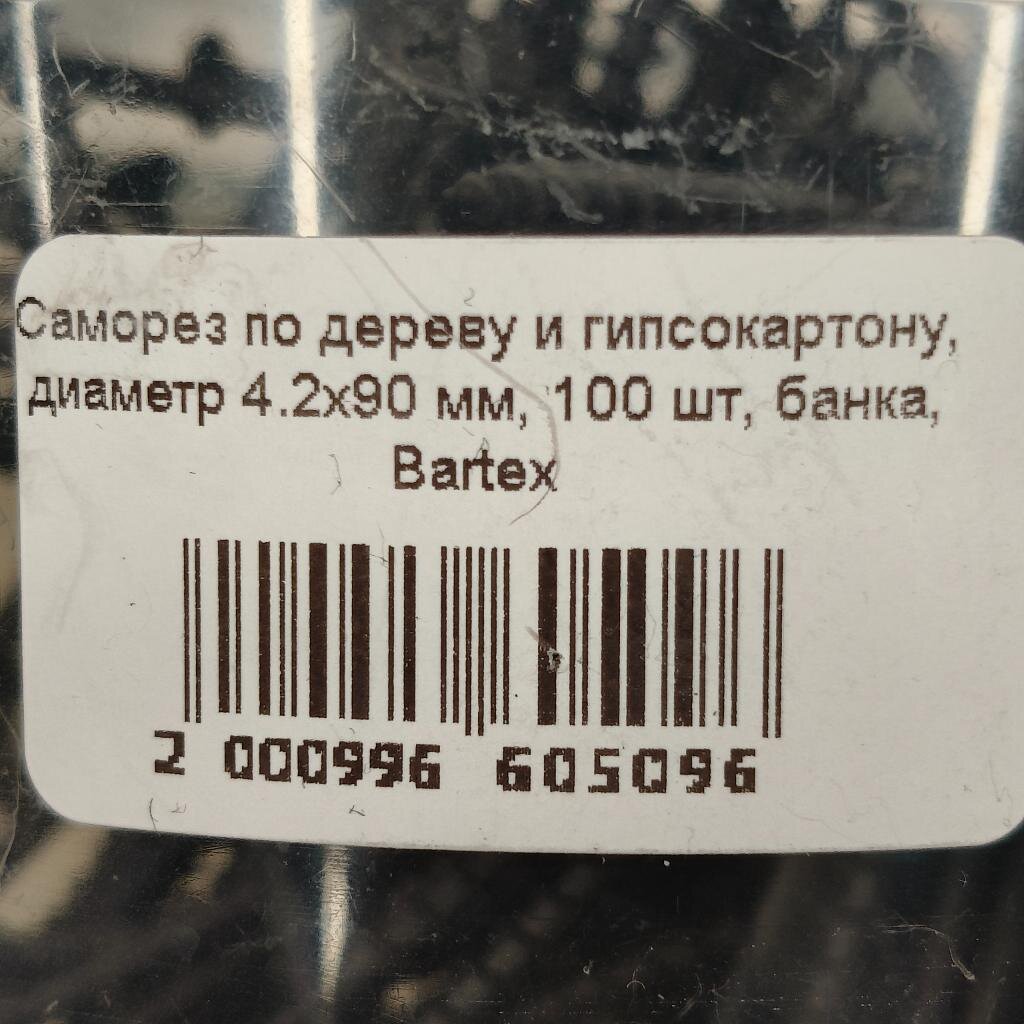 Саморез по дереву и гипсокартону,
диаметр 4.2х90 мм, 100 шт, банка,
Bartex
2 000996 605096